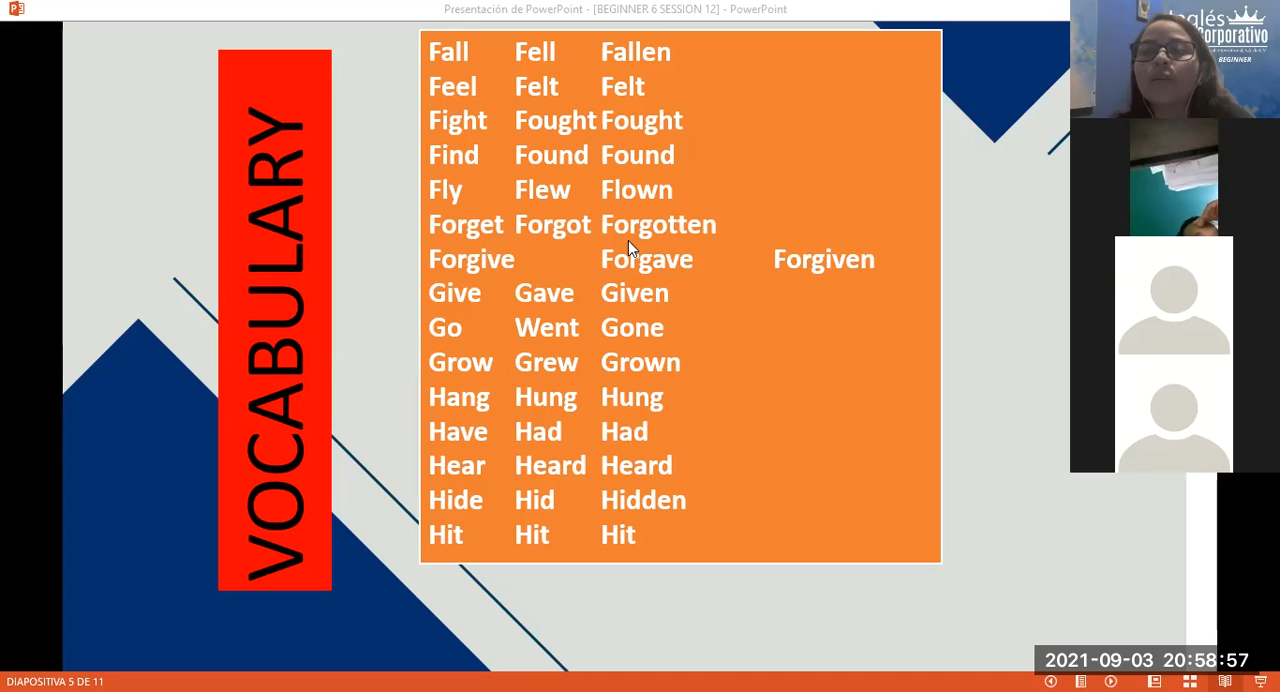 Presentación de PowerPoint - [BEGINNER 6 SESSION 12] - PowerPoint
Inglés
Corporativo
BEGINNER
VOCABULARY
Fall Fell Fallen
Feel Felt Felt
Fight Fought Fought
Find Found Found
Fly Flew Flown
Forget Forgot Forgotten
Forgive Forgave Forgiven
Give Gave Given
Go Went Gone
Grow Grew Grown
Hang Hung Hung
Have Had Had
Hear Heard Heard
Hide Hid Hidden
Hit Hit Hit
2021-09-03 20:58:57
DIAPOSITIVA 5 DE 11